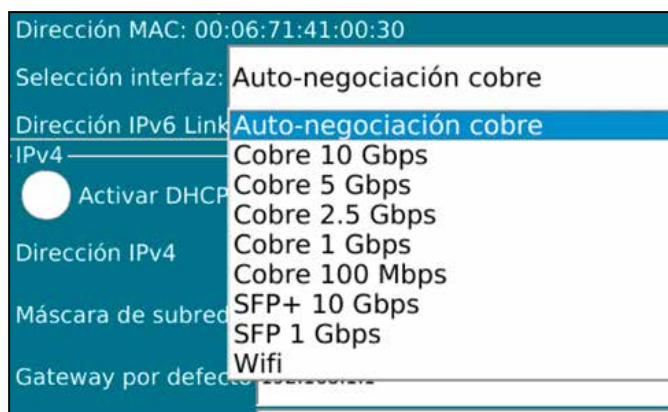 Dirección MAC: 00:06:71:41:00:30
Selección interfaz: Auto-negociación cobre
Dirección IPv6 Link
Auto-negociación cobre
IPv4
Cobre 10 Gbps
Cobre 5 Gbps
Activar DHCP
Cobre 2.5 Gbps
Cobre 1 Gbps
Dirección IPv4
Cobre 100 Mbps
SFP+ 10 Gbps
Máscara de subred
SFP 1 Gbps
Wifi
Gateway por defecto